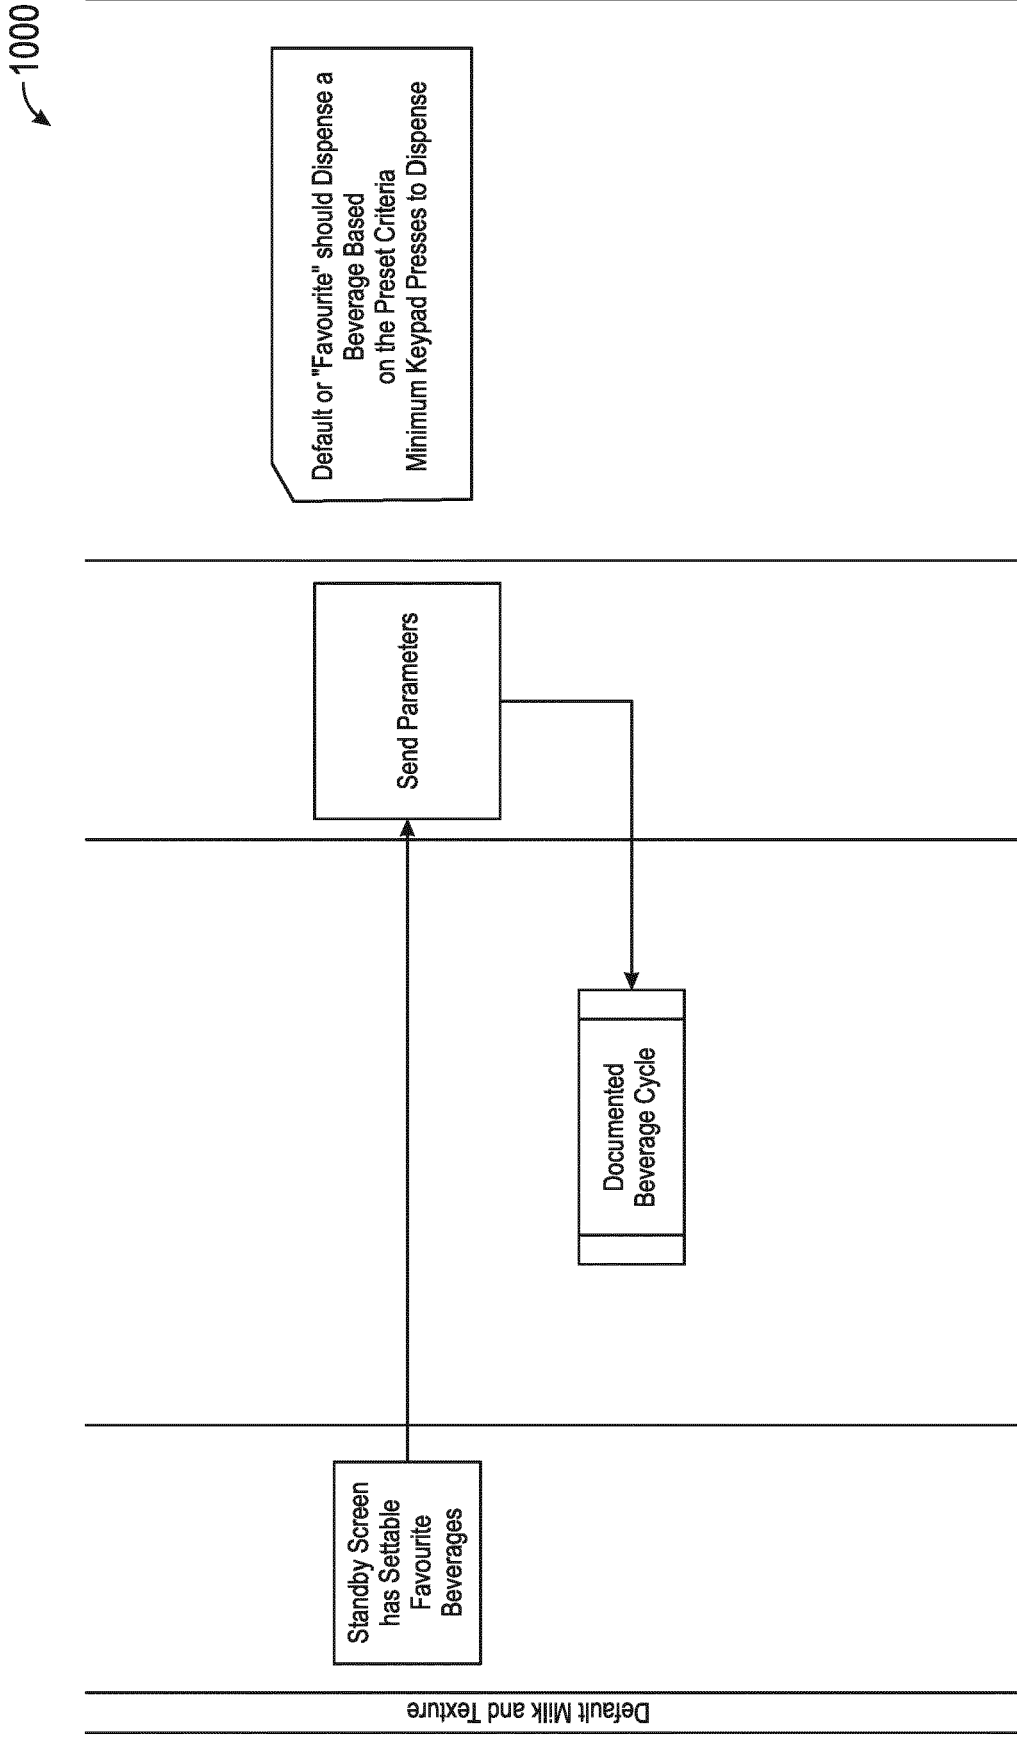 1000
Default Milk and Texture
Standby Screen
has Settable
Favourite
Beverages
Documented
Beverage Cycle
Send Parameters
Default or "Favourite" should Dispense a
Beverage Based
on the Preset Criteria
Minimum Keypad Presses to Dispense